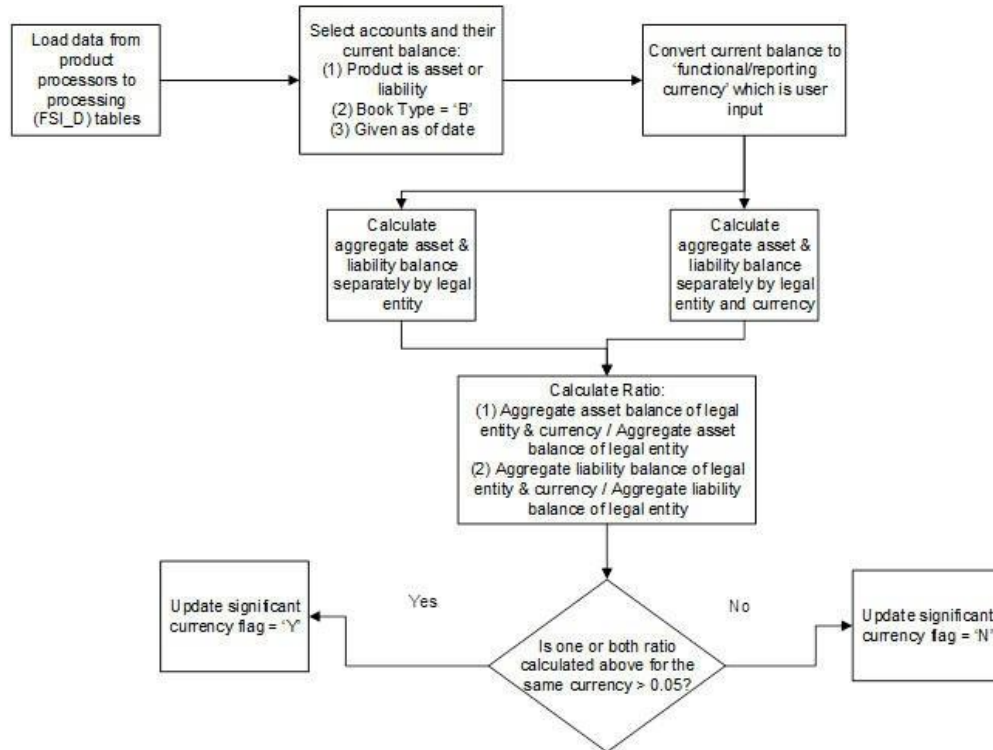 Load data from
product
processors to
processing
(FSI_D) tables
Select accounts and their
current balance:
(1) Product is asset or
liability
(2) Book Type = ‘B’
(3) Given as of date
Convert current balance to
‘functional/reporting
currency’ which is user
input
Calculate
aggregate asset &
liability balance
separately by legal
entity
Calculate
aggregate asset &
liability balance
separately by legal
entity and currency
Calculate Ratio:
(1) Aggregate asset balance of legal
entity & currency / Aggregate asset
balance of legal entity
(2) Aggregate liability balance of legal
entity & currency / Aggregate liability
balance of legal entity
Is one or both ratio
calculated above for the
same currency > 0.05?
Yes
Update significant
currency flag = ‘Y’
No
Update significant
currency flag = ‘N’